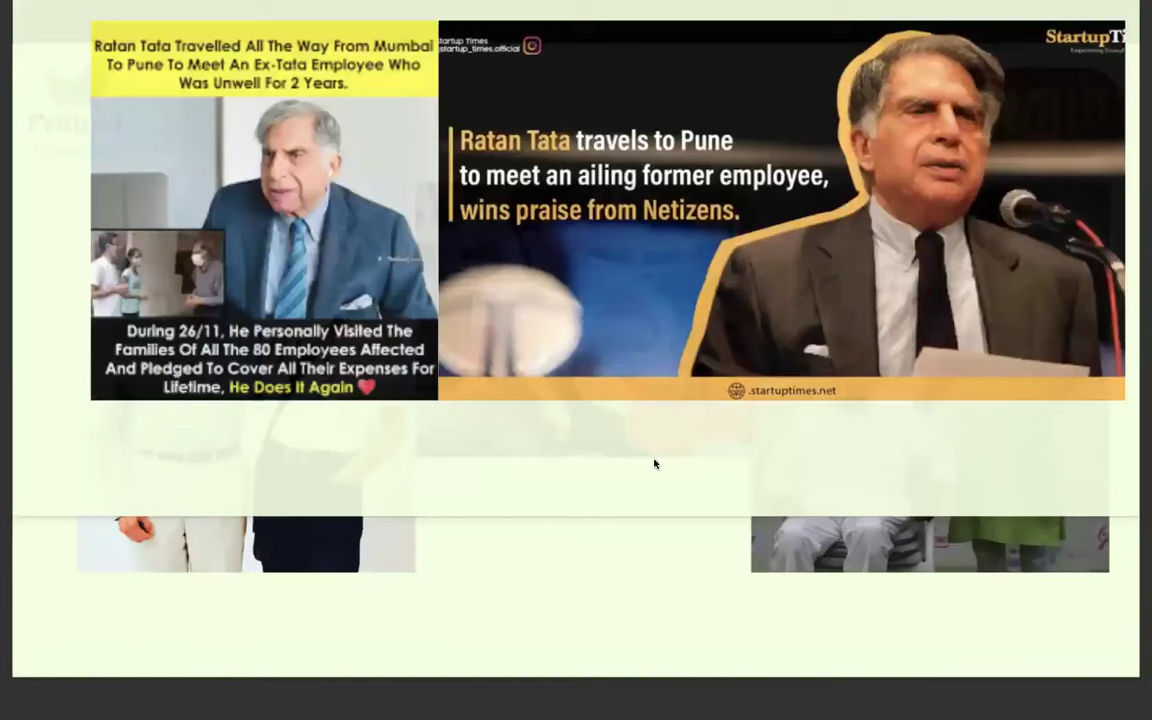 Ratan Tata Travelled All The Way From Mumbai
To Pune To Meet An Ex-Tata Employee Who
Was Unwell For 2 Years.
During 26/11, He Personally Visited The
Families Of All The 80 Employees Affected
And Pledged To Cover All Their Expenses For
Lifetime, He Does It Again ❤️
Startup Times
startup_times.official
StartupTi
Ratan Tata travels to Pune
to meet an ailing former employee,
wins praise from Netizens.
.startuptimes.net